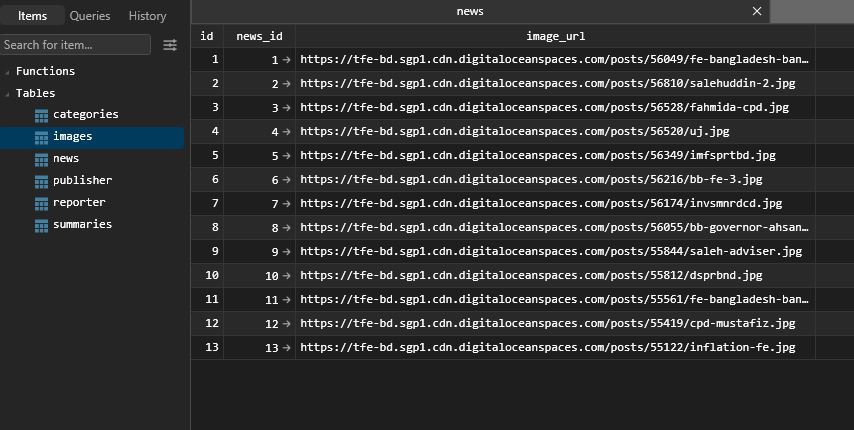 Items Queries History
Search for item...
Functions
Tables
categories
images
news
publisher
reporter
summaries
news
id news_id image_url
1 1 → https://tfe-bd.sgp1.cdn.digitaloceanspaces.com/posts/56049/fe-bangladesh-ban…
2 2 → https://tfe-bd.sgp1.cdn.digitaloceanspaces.com/posts/56810/salehuddin-2.jpg
3 3 → https://tfe-bd.sgp1.cdn.digitaloceanspaces.com/posts/56528/fahmida-cpd.jpg
4 4 → https://tfe-bd.sgp1.cdn.digitaloceanspaces.com/posts/56520/uj.jpg
5 5 → https://tfe-bd.sgp1.cdn.digitaloceanspaces.com/posts/56349/imfsprtbd.jpg
6 6 → https://tfe-bd.sgp1.cdn.digitaloceanspaces.com/posts/56216/bb-fe-3.jpg
7 7 → https://tfe-bd.sgp1.cdn.digitaloceanspaces.com/posts/56174/invsmnrdcd.jpg
8 8 → https://tfe-bd.sgp1.cdn.digitaloceanspaces.com/posts/56055/bb-governor-ahsan…
9 9 → https://tfe-bd.sgp1.cdn.digitaloceanspaces.com/posts/55844/saleh-adviser.jpg
10 10 → https://tfe-bd.sgp1.cdn.digitaloceanspaces.com/posts/55812/dsprbnd.jpg
11 11 → https://tfe-bd.sgp1.cdn.digitaloceanspaces.com/posts/55561/fe-bangladesh-ban…
12 12 → https://tfe-bd.sgp1.cdn.digitaloceanspaces.com/posts/55419/cpd-mustafiz.jpg
13 13 → https://tfe-bd.sgp1.cdn.digitaloceanspaces.com/posts/55122/inflation-fe.jpg